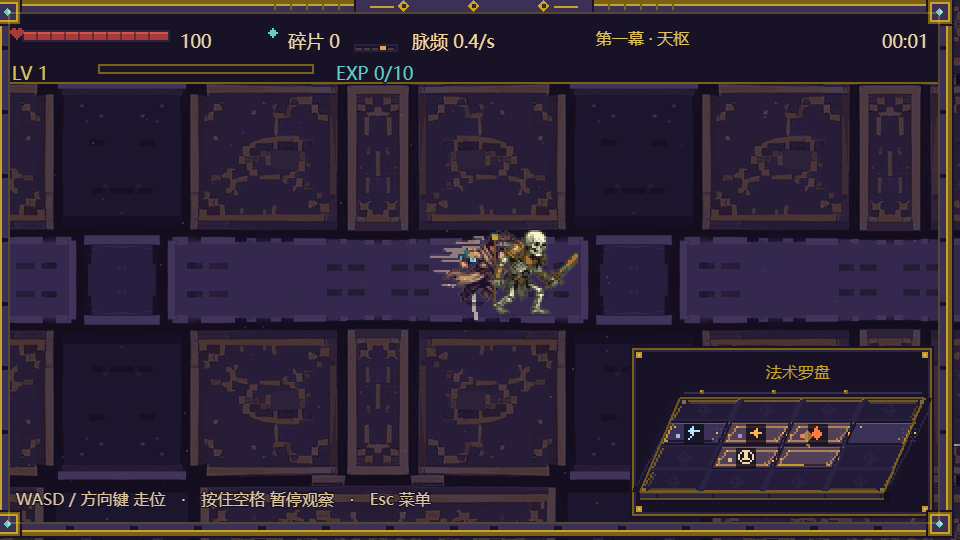 100 碎片 0 脉频 0.4/s 第一幕 · 天枢 00:01
LV 1 EXP 0/10
法术罗盘
WASD / 方向键 走位 · 按住空格 暂停观察 · Esc 菜单